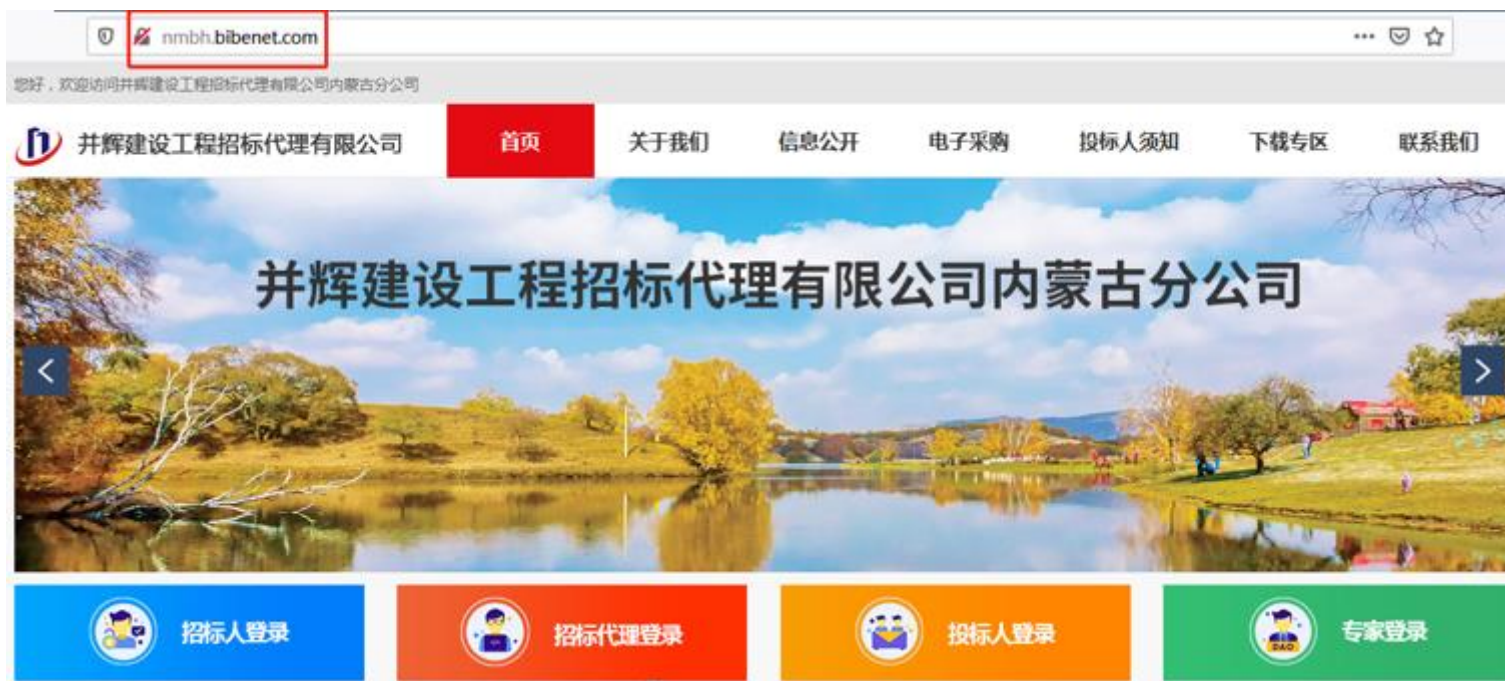 nmbh.bibenet.com
您好，欢迎访问并辉建设工程招标代理有限公司内蒙古分公司
并辉建设工程招标代理有限公司 首页 关于我们 信息公开 电子采购 投标人须知 下载专区 联系我们
并辉建设工程招标代理有限公司内蒙古分公司
招标人登录 招标代理登录 投标人登录 DAO 专家登录